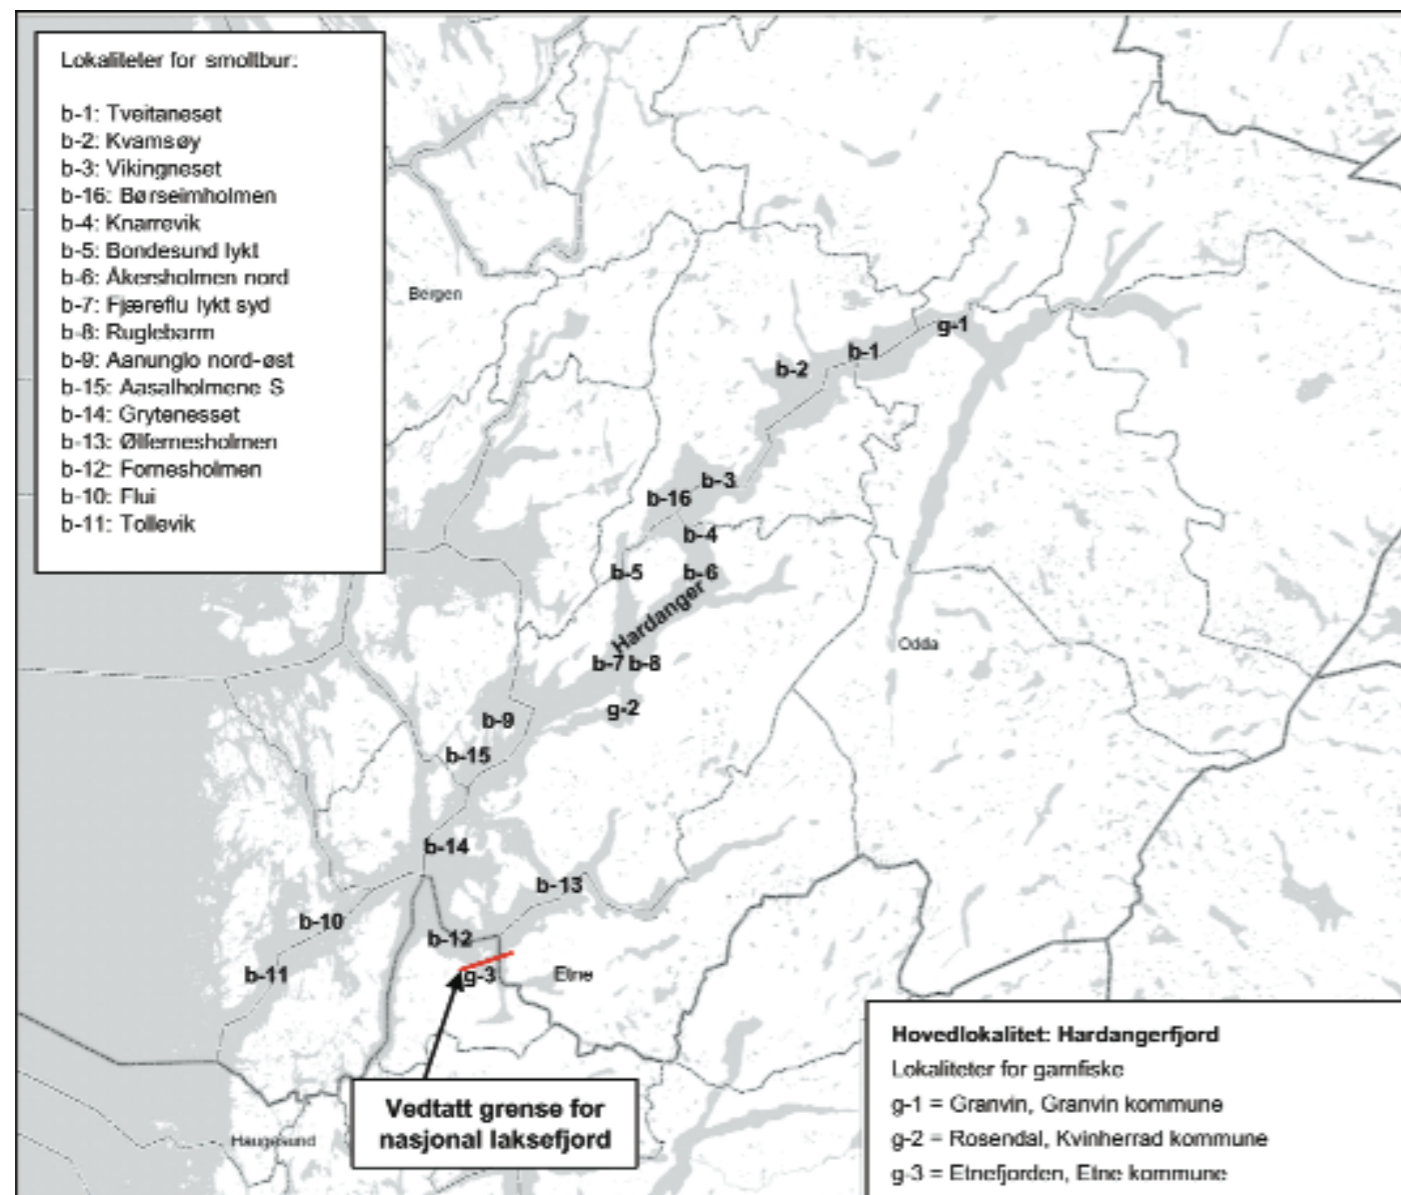 Lokaliteter for smoltbur:
b-1: Tveitaneset
b-2: Kvamsøy
b-3: Vikingneset
b-16: Børseimholmen
b-4: Knarrevik
b-5: Bondesund lykt
b-6: Åkersholmen nord
b-7: Fjæreflu lykt syd
b-8: Ruglebarm
b-9: Aanunglo nord-øst
b-15: Aasalholmene S
b-14: Grytenesset
b-13: Ølfernesholmen
b-12: Fornesholmen
b-10: Flui
b-11: Tollevik
Bergen
g-1
b-1
b-2
b-3
b-16
b-4
b-5
b-6
Hardanger
Odda
b-7
b-8
g-2
b-9
b-15
b-14
b-13
b-10
b-12
b-11
g-3
Etne
Vedtatt grense for
nasjonal laksefjord
Haugesund
Hovedlokalitet: Hardangerfjord
Lokaliteter for garnfiske
g-1 = Granvin, Granvin kommune
g-2 = Rosendal, Kvinherrad kommune
g-3 = Etnefjorden, Etne kommune